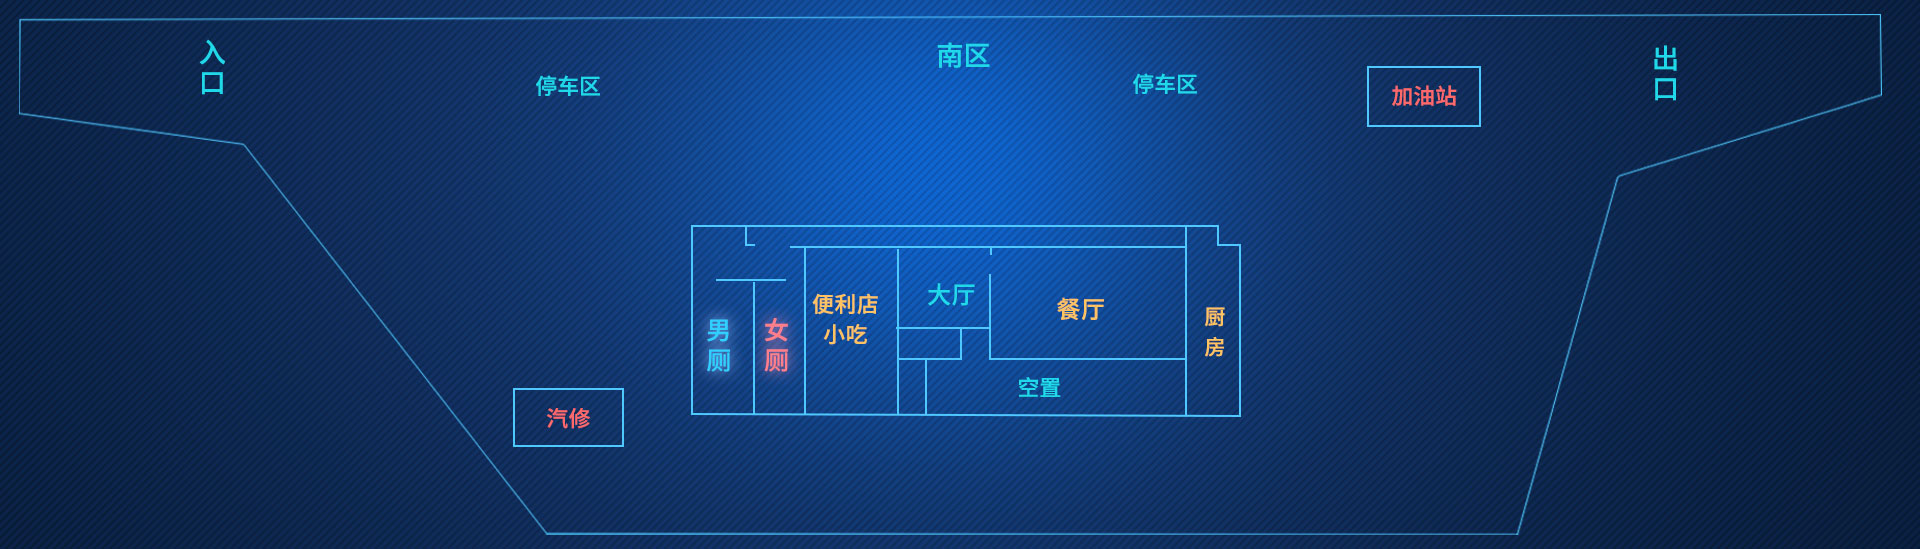 入口
南区
停车区
停车区
加油站
出口
男厕
女厕
便利店
小吃
大厅
餐厅
厨房
空置
汽修